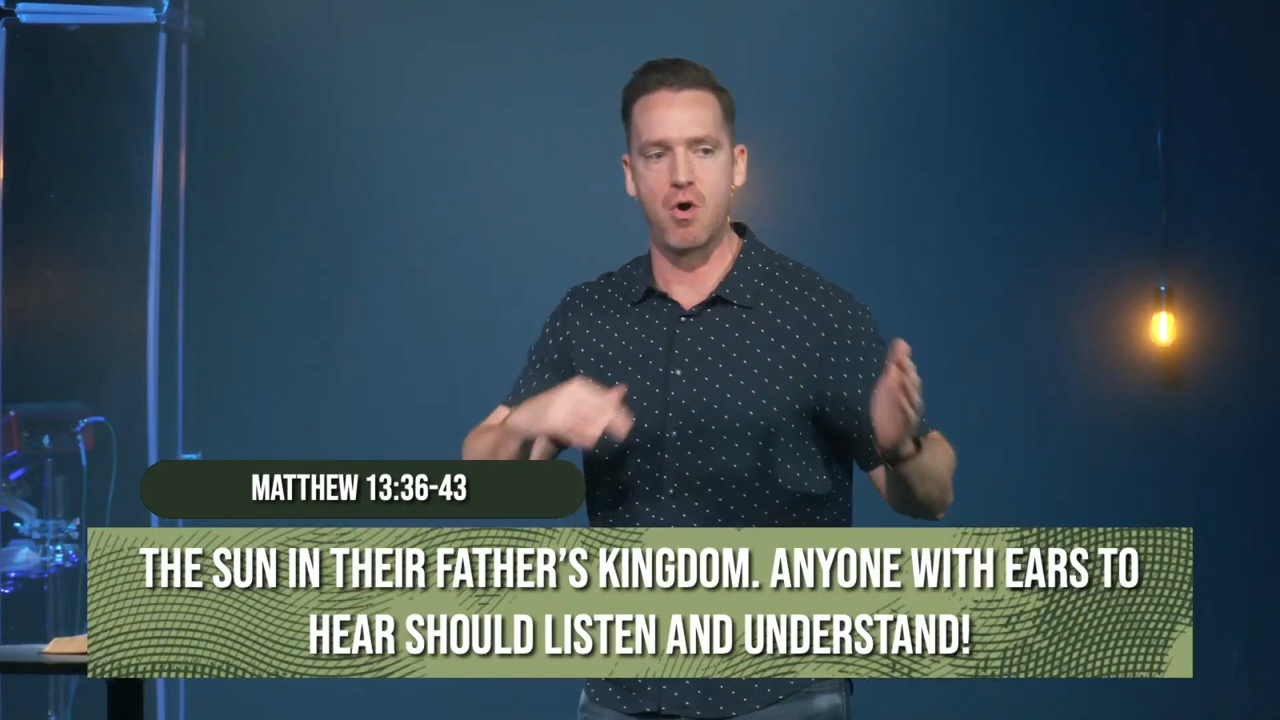 MATTHEW 13:36-43
THE SUN IN THEIR FATHER’S KINGDOM. ANYONE WITH EARS TO
HEAR SHOULD LISTEN AND UNDERSTAND!